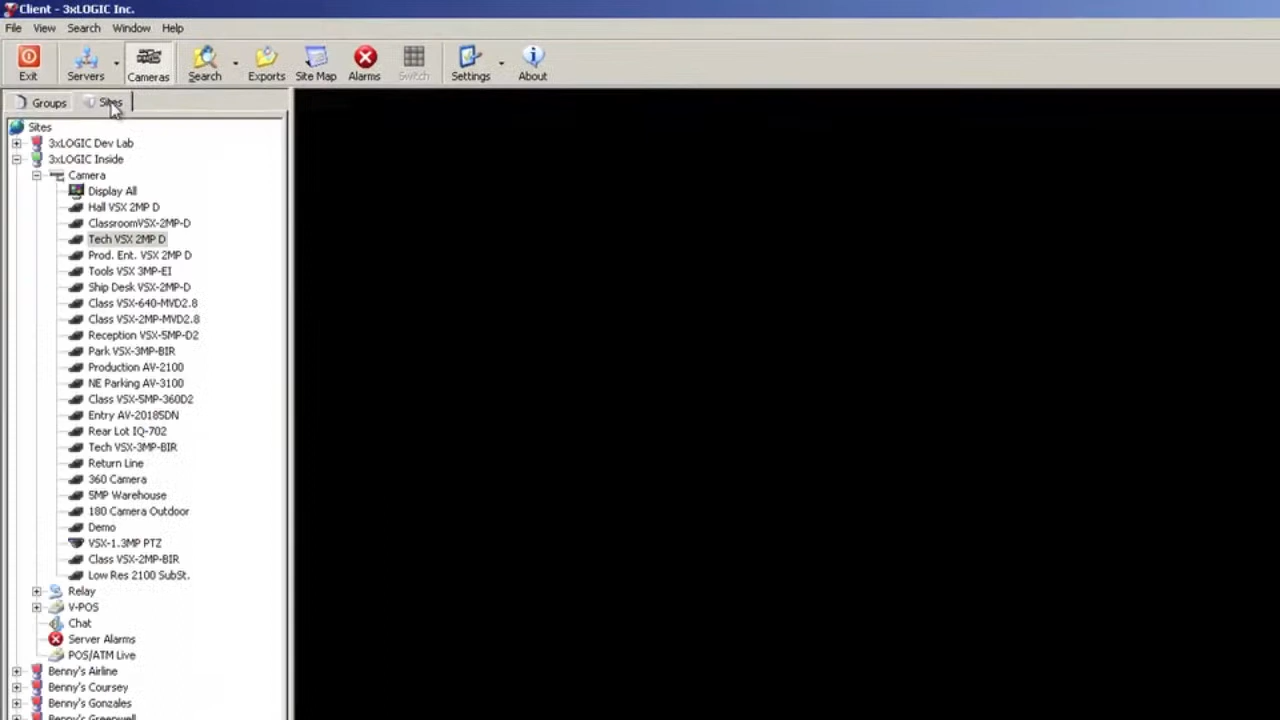 Client - 3xLOGIC Inc.
File View Search Window Help
Exit Servers Cameras Search Exports Site Map Alarms Switch Settings About
Groups Sites
Sites
3xLOGIC Dev Lab
3xLOGIC Inside
Camera
Display All
Hall VSX 2MP D
ClassroomVSX-2MP-D
Tech VSX 2MP D
Prod. Ent. VSX 2MP D
Tools VSX 3MP-EI
Ship Desk VSX-2MP-D
Class VSX-640-MVD2.8
Class VSX-2MP-MVD2.8
Reception VSX-5MP-D2
Park VSX-3MP-BIR
Production AV-2100
NE Parking AV-3100
Class VSX-5MP-360D2
Entry AV-20185DN
Rear Lot IQ-702
Tech VSX-3MP-BIR
Return Line
360 Camera
5MP Warehouse
180 Camera Outdoor
Demo
VSX-1.3MP PTZ
Class VSX-2MP-BIR
Low Res 2100 SubSt.
Relay
V-POS
Chat
Server Alarms
POS/ATM Live
Benny's Airline
Benny's Coursey
Benny's Gonzales
Benny's Greenwell